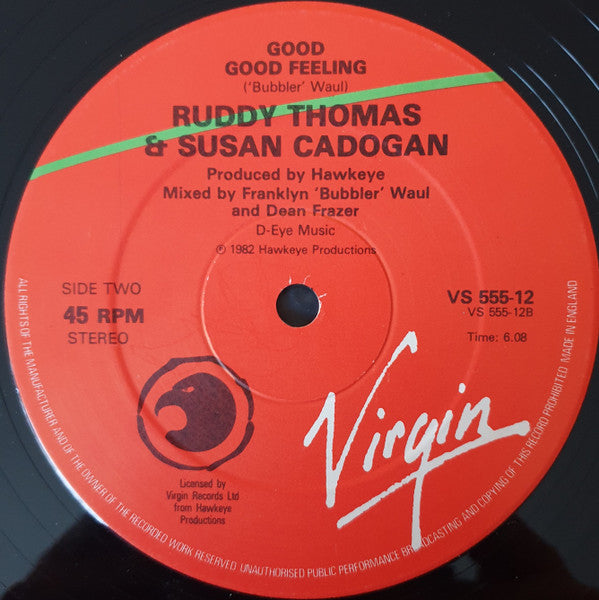 GOOD
GOOD FEELING
('Bubbler' Waul)
RUDDY THOMAS
& SUSAN CADOGAN
Produced by Hawkeye
Mixed by Franklyn 'Bubbler' Waul
and Dean Frazer
D-Eye Music
℗ 1982 Hawkeye Productions
SIDE TWO
45 RPM
STEREO
VS 555-12
VS 555-12B
Time: 6.08
Virgin
Licensed by
Virgin Records Ltd
from Hawkeye
Productions
ALL RIGHTS OF THE MANUFACTURER AND OF THE OWNER OF THE RECORDED WORK RESERVED UNAUTHORISED PUBLIC PERFORMANCE BROADCASTING AND COPYING OF THIS RECORD PROHIBITED MADE IN ENGLAND